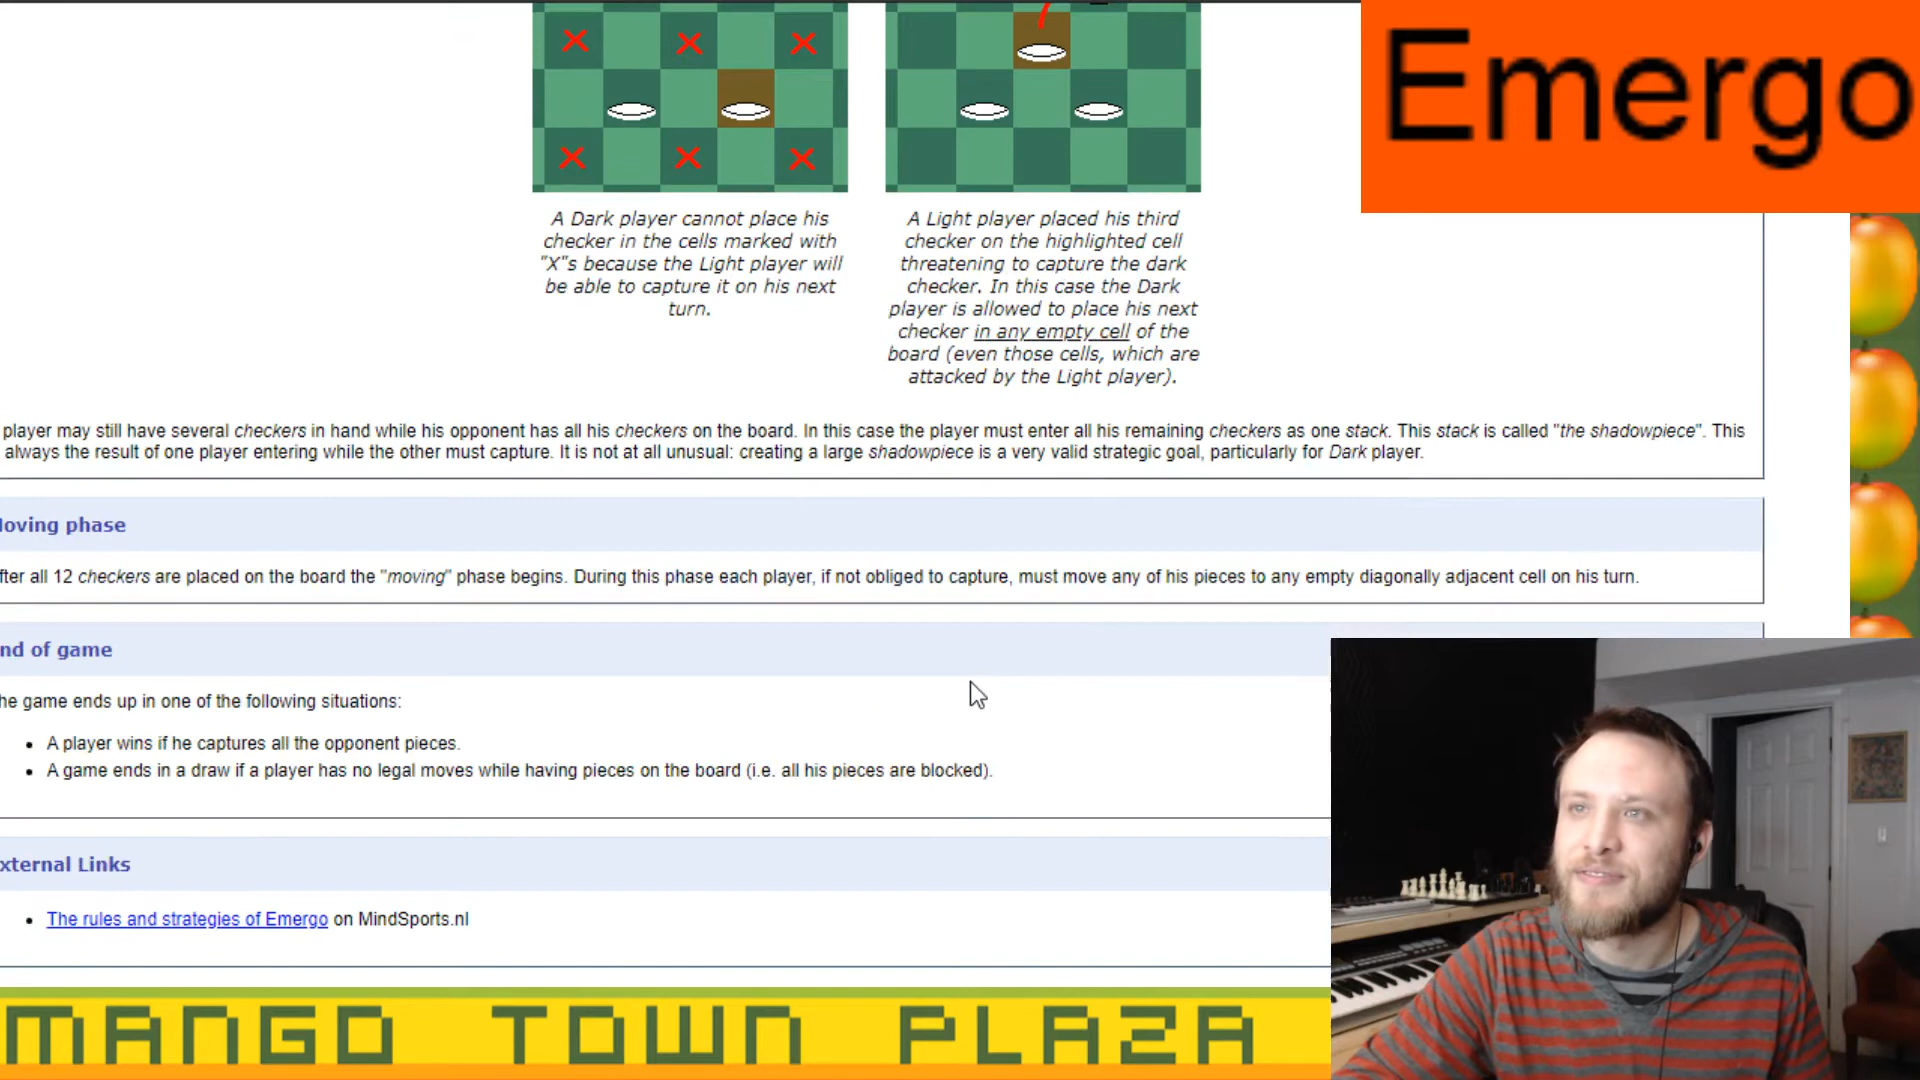 Emergo
A Dark player cannot place his
checker in the cells marked with
"X"s because the Light player will
be able to capture it on his next
turn.
A Light player placed his third
checker on the highlighted cell
threatening to capture the dark
checker. In this case the Dark
player is allowed to place his next
checker in any empty cell of the
board (even those cells, which are
attacked by the Light player).
player may still have several checkers in hand while his opponent has all his checkers on the board. In this case the player must enter all his remaining checkers as one stack. This stack is called "the shadowpiece". This
always the result of one player entering while the other must capture. It is not at all unusual: creating a large shadowpiece is a very valid strategic goal, particularly for Dark player.
oving phase
fter all 12 checkers are placed on the board the "moving" phase begins. During this phase each player, if not obliged to capture, must move any of his pieces to any empty diagonally adjacent cell on his turn.
nd of game
he game ends up in one of the following situations:
• A player wins if he captures all the opponent pieces.
• A game ends in a draw if a player has no legal moves while having pieces on the board (i.e. all his pieces are blocked).
xternal Links
• The rules and strategies of Emergo on MindSports.nl
MANGO TOWN PLAZA